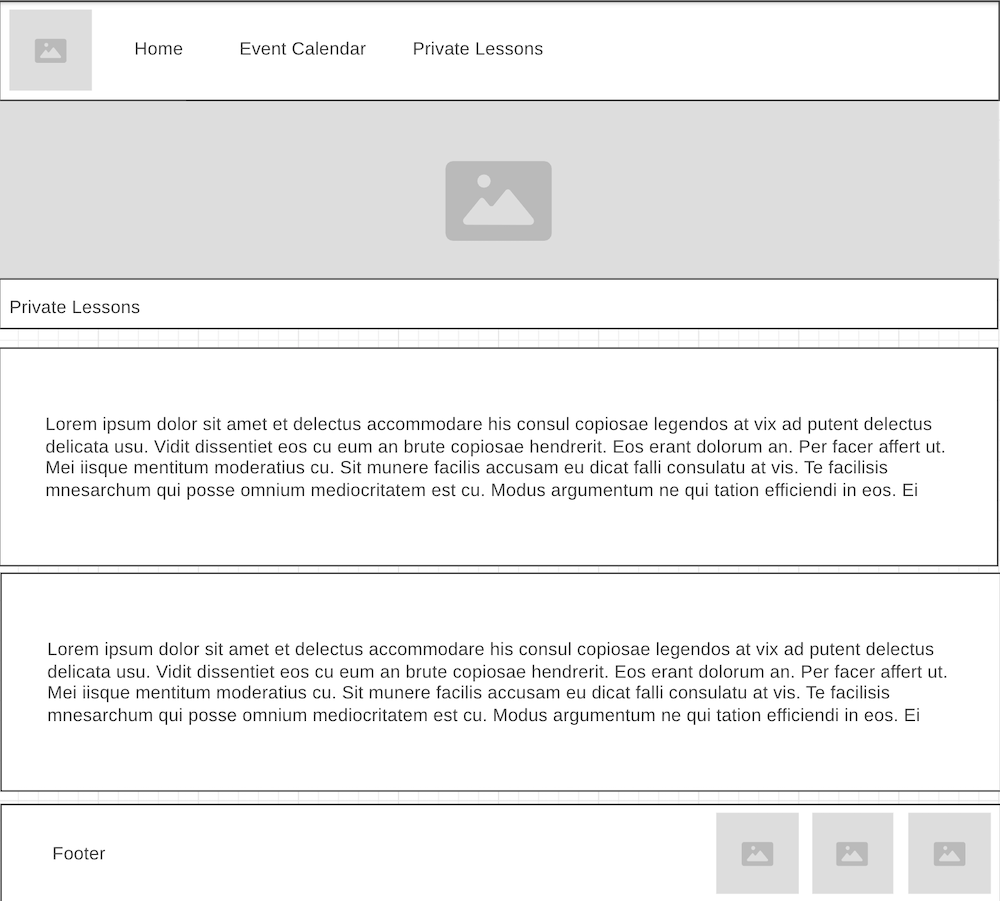 Home
Event Calendar
Private Lessons
Private Lessons
Lorem ipsum dolor sit amet et delectus accommodare his consul copiosae legendos at vix ad putent delectus
delicata usu. Vidit dissentiet eos cu eum an brute copiosae hendrerit. Eos erant dolorum an. Per facer affert ut.
Mei iisque mentitum moderatius cu. Sit munere facilis accusam eu dicat falli consulatu at vis. Te facilisis
mnesarchum qui posse omnium mediocritatem est cu. Modus argumentum ne qui tation efficiendi in eos. Ei
Lorem ipsum dolor sit amet et delectus accommodare his consul copiosae legendos at vix ad putent delectus
delicata usu. Vidit dissentiet eos cu eum an brute copiosae hendrerit. Eos erant dolorum an. Per facer affert ut.
Mei iisque mentitum moderatius cu. Sit munere facilis accusam eu dicat falli consulatu at vis. Te facilisis
mnesarchum qui posse omnium mediocritatem est cu. Modus argumentum ne qui tation efficiendi in eos. Ei
Footer